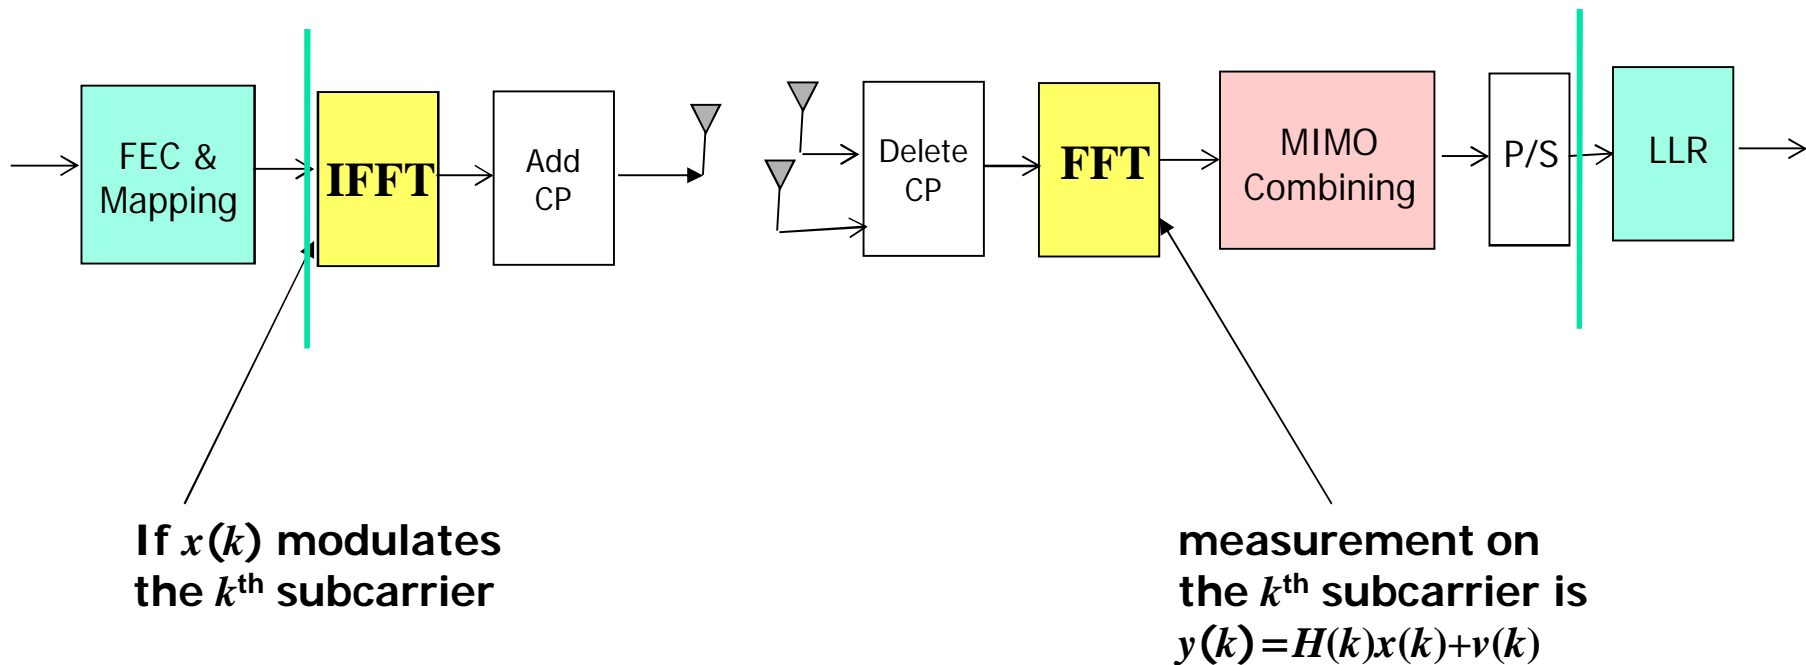 FEC &
Mapping
IFFT
Add
CP
Delete
CP
FFT
MIMO
Combining
P/S
LLR
If x(k) modulates
the kth subcarrier
measurement on
the kth subcarrier is
y(k)=H(k)x(k)+v(k)